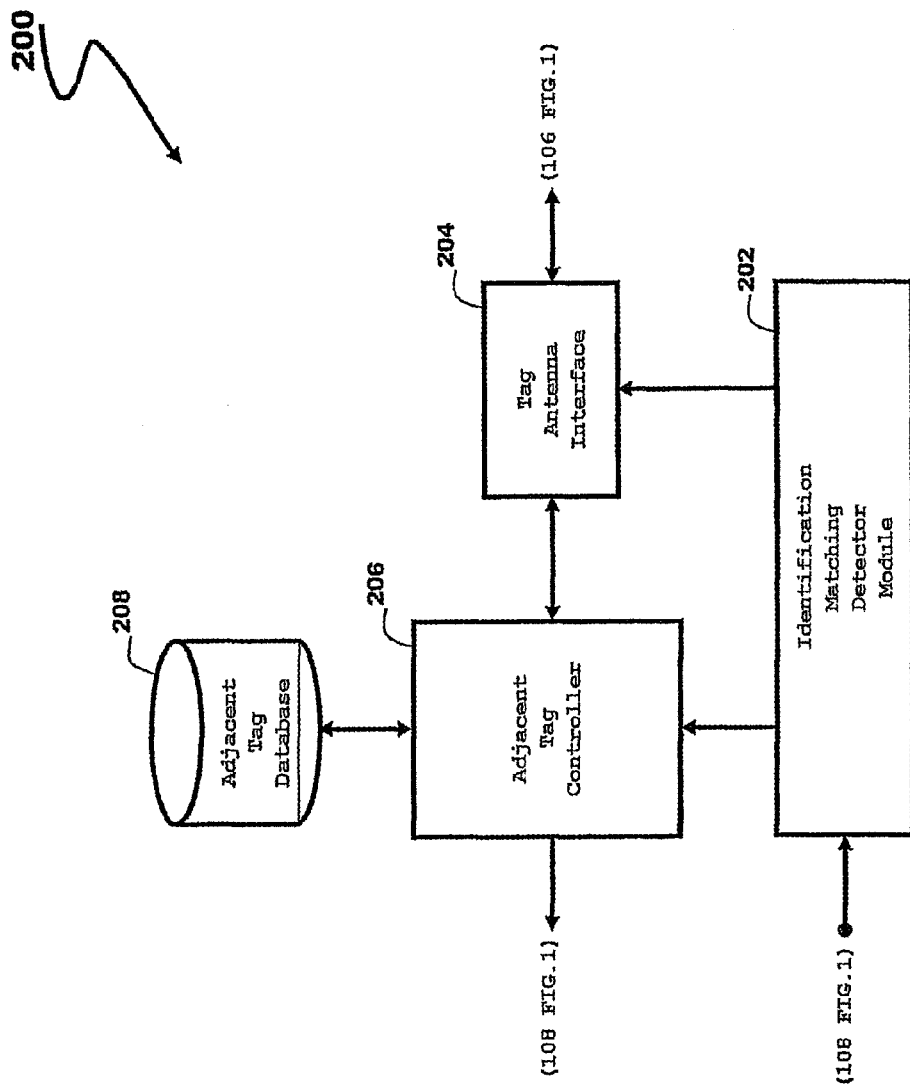 200
208
Adjacent
Tag
Database
206
Adjacent
Tag
Controller
204
Tag
Antenna
Interface
(106 FIG.1)
(108 FIG.1)
202
Identification
Matching
Detector
Module
(108 FIG.1)